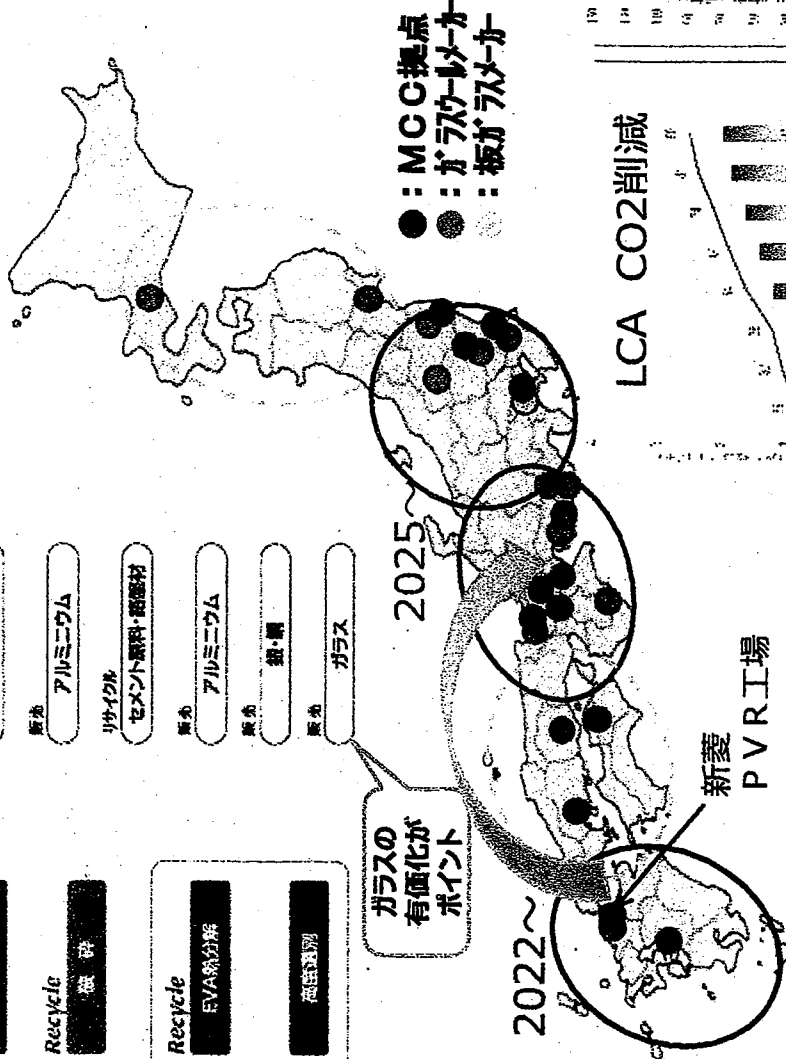 Recycle
破砕
Recycle
EVA熱分解
高度選別
販売
アルミニウム
リサイクル
セメント原料・路盤材
販売
アルミニウム
販売
銀・銅
販売
ガラス
ガラスの
有価化が
ポイント
2022～
2025～
新菱
PVR工場
●：MCC拠点
●：ガラスウールメーカー
：板ガラスメーカー
LCA CO2削減